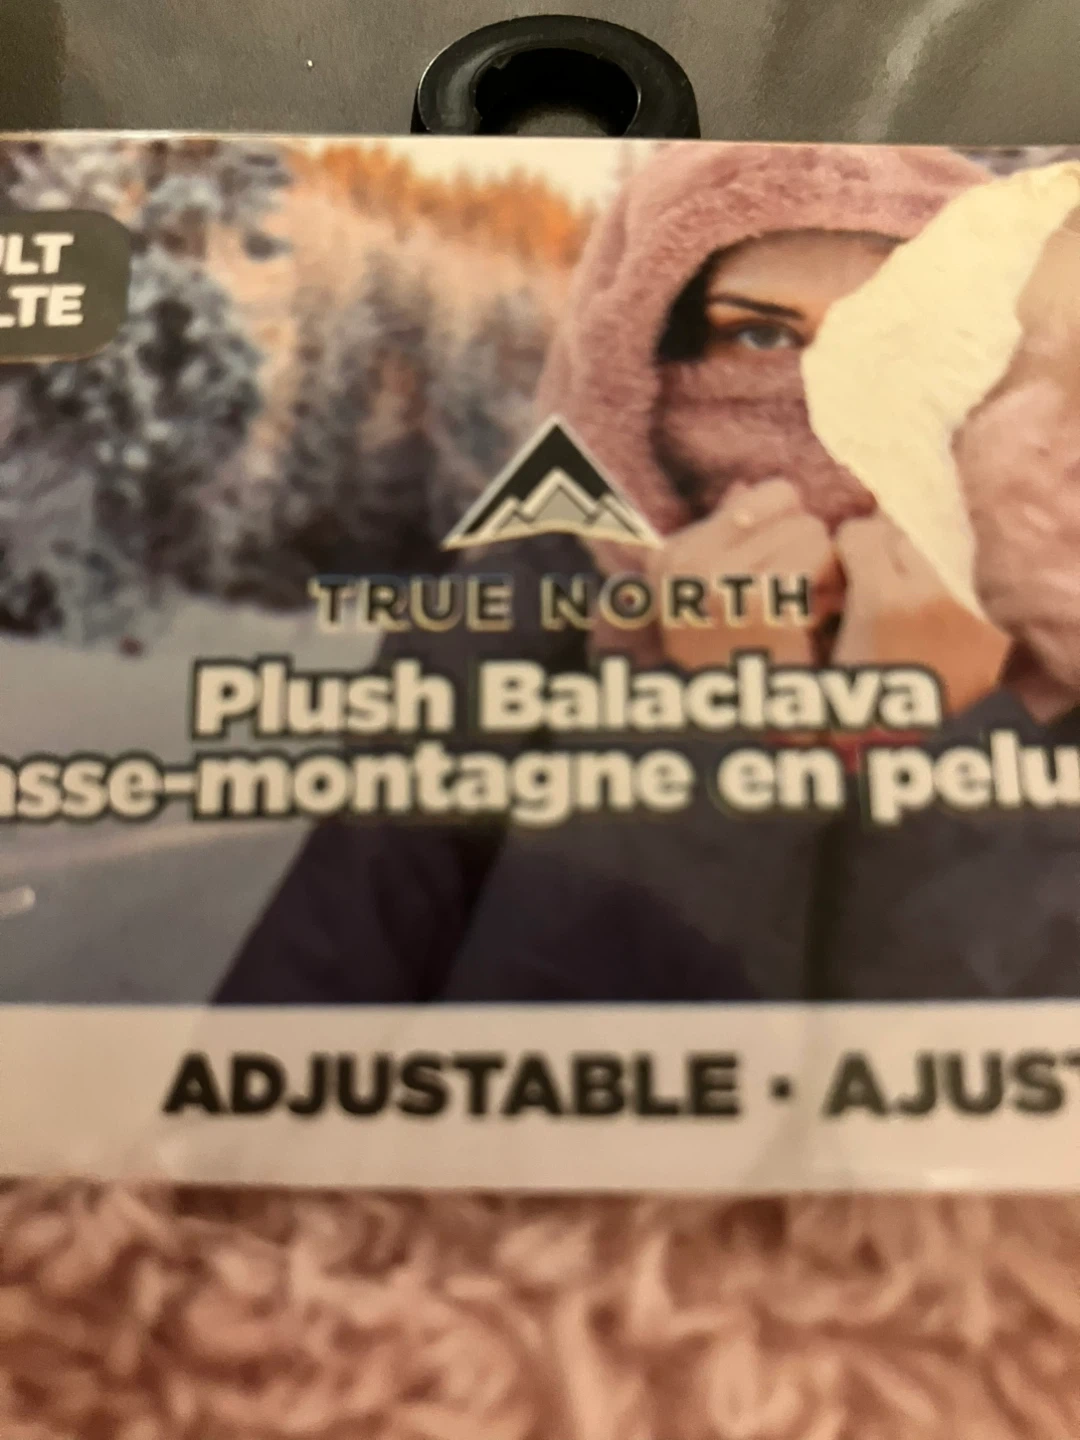 ULT
LTE
TRUE NORTH
Plush Balaclava
asse-montagne en pelu
ADJUSTABLE · AJUST